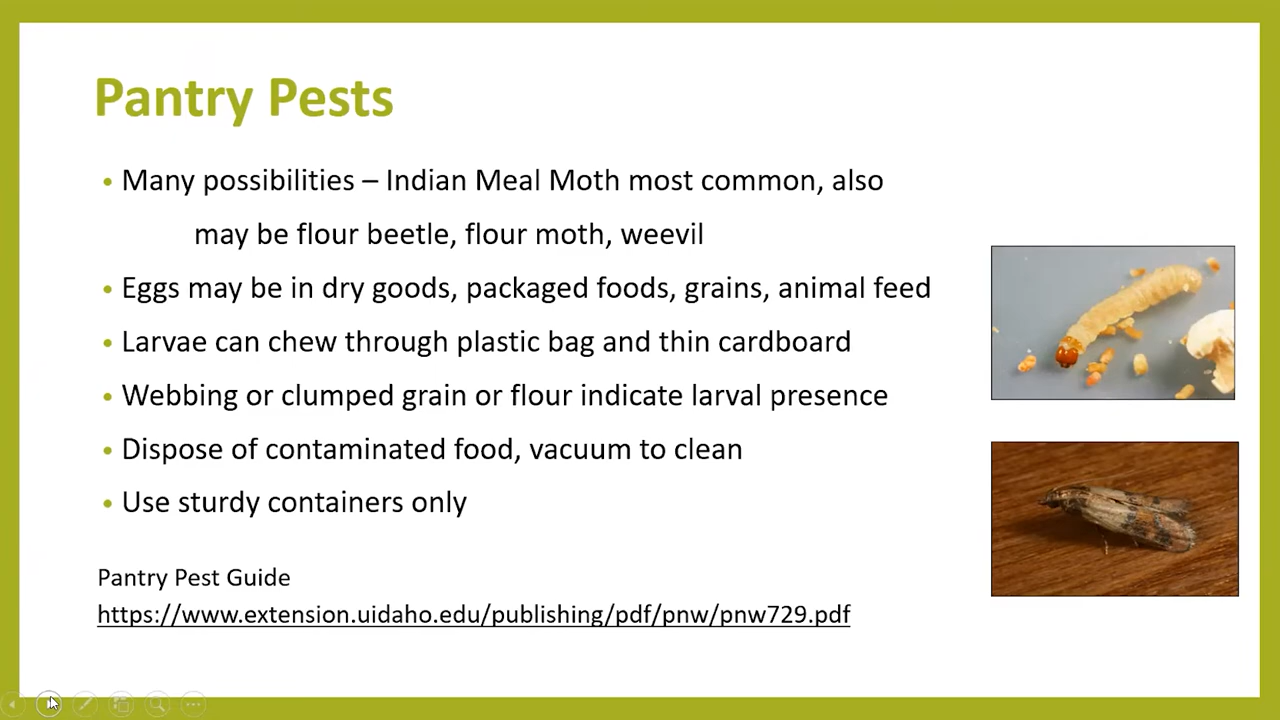 Pantry Pests
• Many possibilities – Indian Meal Moth most common, also
may be flour beetle, flour moth, weevil
• Eggs may be in dry goods, packaged foods, grains, animal feed
• Larvae can chew through plastic bag and thin cardboard
• Webbing or clumped grain or flour indicate larval presence
• Dispose of contaminated food, vacuum to clean
• Use sturdy containers only
Pantry Pest Guide
https://www.extension.uidaho.edu/publishing/pdf/pnw/pnw729.pdf